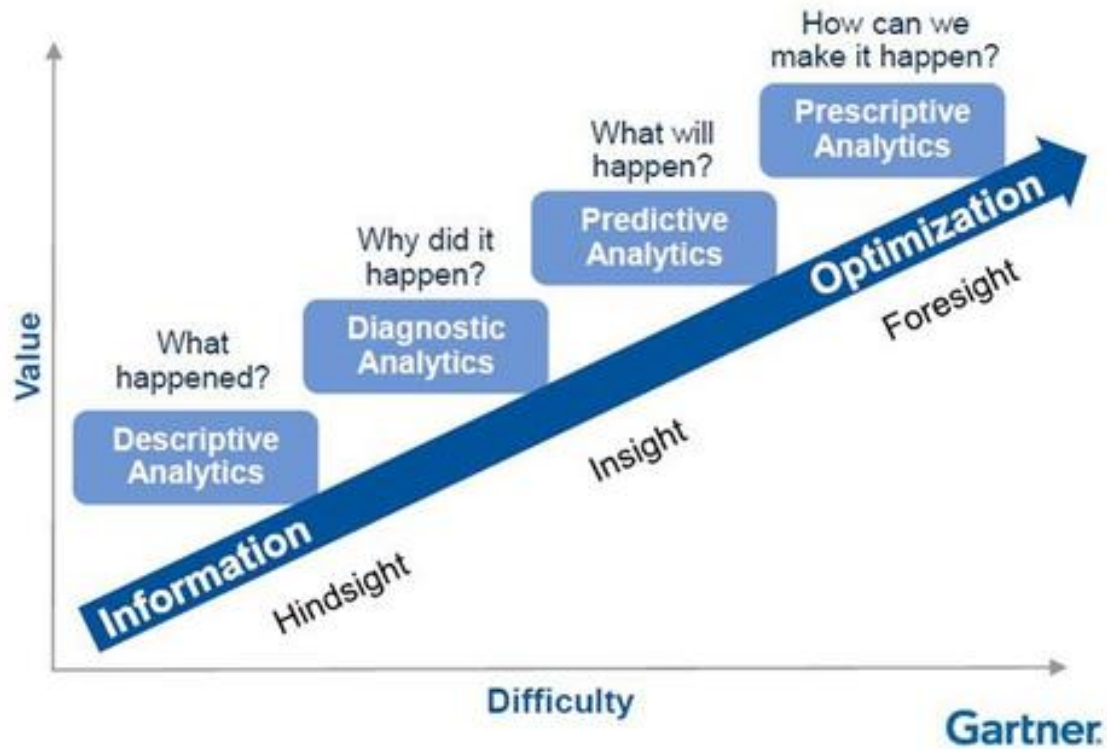 How can we
make it happen?
Prescriptive
Analytics
What will
happen?
Predictive
Analytics
Why did it
happen?
Diagnostic
Analytics
What
happened?
Descriptive
Analytics
Value
Information
Optimization
Hindsight
Insight
Foresight
Difficulty
Gartner.